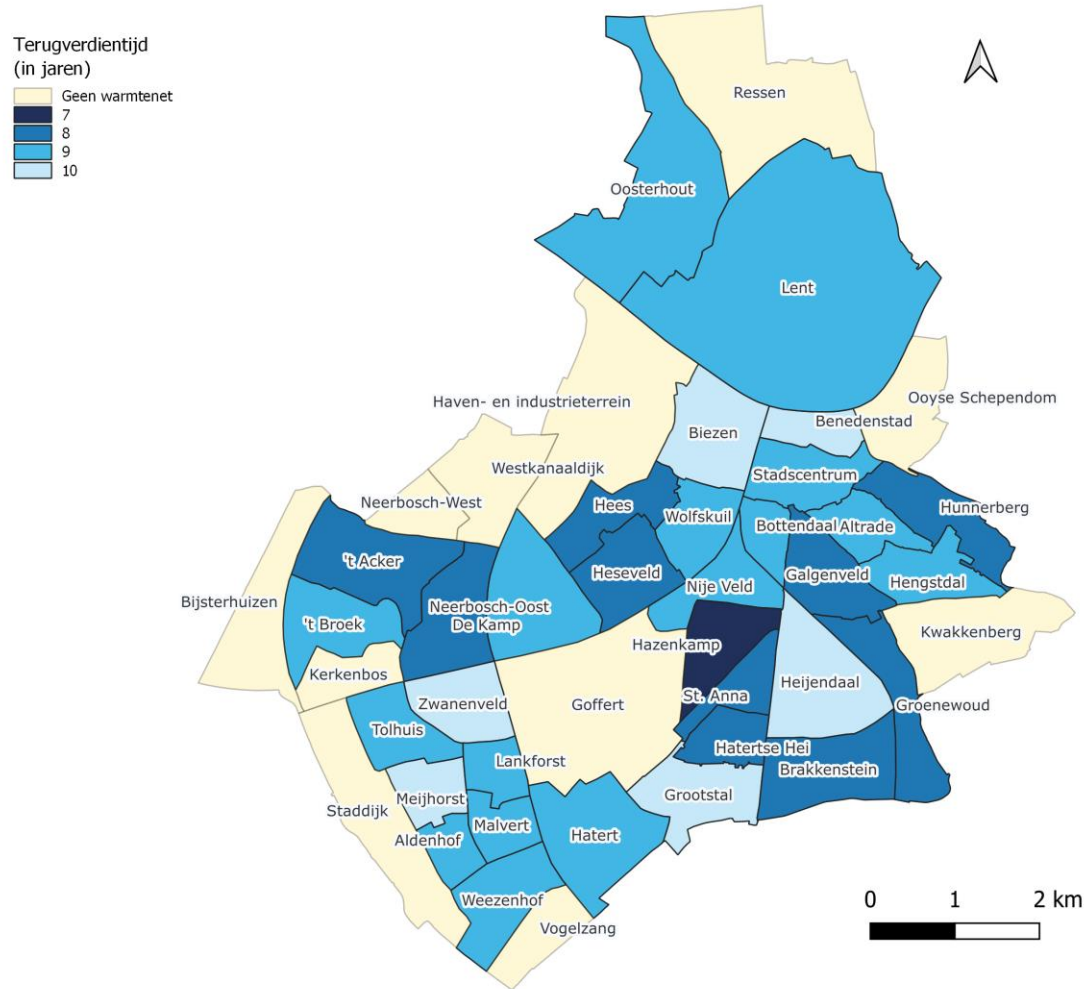 Terugverdientijd
(in jaren)
Geen warmtenet
7
8
9
10
Ressen
Oosterhout
Lent
Ooyse Schependom
Haven- en industrieterrein
Benedenstad
Biezen
Westkanaaldijk
Stadscentrum
Neerbosch-West
Hees
Wolfskuil
Hunnerberg
Bottendaal
Altrade
't Acker
Heseveld
Nije Veld
Galgenveld
Hengstdal
Bijsterhuizen
Neerbosch-Oost
't Broek
De Kamp
Kwakkenberg
Hazenkamp
Kerkenbos
Heijendaal
Zwanenveld
Goffert
St. Anna
Groenewoud
Tolhuis
Hatertse Hei
Lankforst
Brakkenstein
Meijhorst
Grootstal
Staddijk
Malvert
Aldenhof
Hatert
Weezenhof
Vogelzang
0 1 2 km